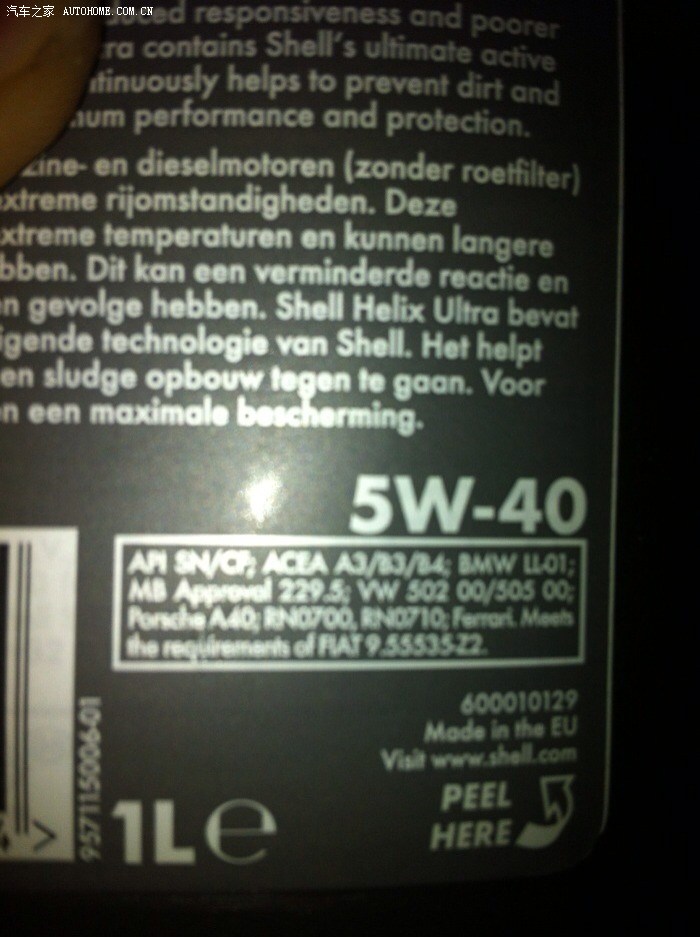 汽车之家 AUTOHOME.COM.CN
responsiveness and poorer
contains Shell's ultimate active
helps to prevent dirt and
performance and protection.
en dieselmotoren (zonder roetfilter)
rijomstandigheden. Deze
temperaturen en kunnen langere
Dit kan een verminderde reactie en
gevolge hebben. Shell Helix Ultra bevat
technologie van Shell. Het helpt
en sludge opbouw tegen te gaan. Voor
een maximale bescherming.
5W-40
API SN/CF; ACEA A3/B3/B4; BMW LL-01;
MB Approval 229.5; VW 502 00/505 00;
Porsche A40; RN0700, RN0710; Ferrari. Meets
the requirements of FIAT 9.55535-Z2.
600010129
Made in the EU
Visit www.shell.com
957115006-01
1L e
PEEL
HERE